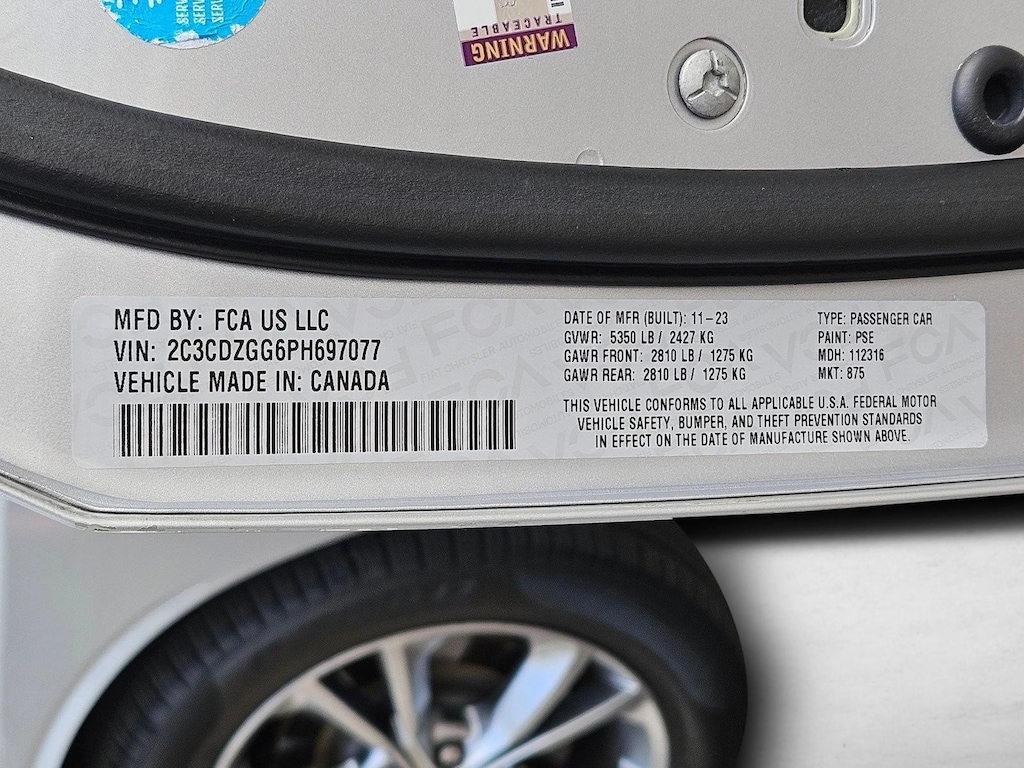 SERV
SERV
SERV
TRACEABLE
WARNING
MFD BY: FCA US LLC
VIN: 2C3CDZGG6PH697077
VEHICLE MADE IN: CANADA
DATE OF MFR (BUILT): 11-23
GVWR: 5350 LB / 2427 KG
GAWR FRONT: 2810 LB / 1275 KG
GAWR REAR: 2810 LB / 1275 KG
TYPE: PASSENGER CAR
PAINT: PSE
MDH: 112316
MKT: 875
THIS VEHICLE CONFORMS TO ALL APPLICABLE U.S.A. FEDERAL MOTOR
VEHICLE SAFETY, BUMPER, AND THEFT PREVENTION STANDARDS
IN EFFECT ON THE DATE OF MANUFACTURE SHOWN ABOVE.